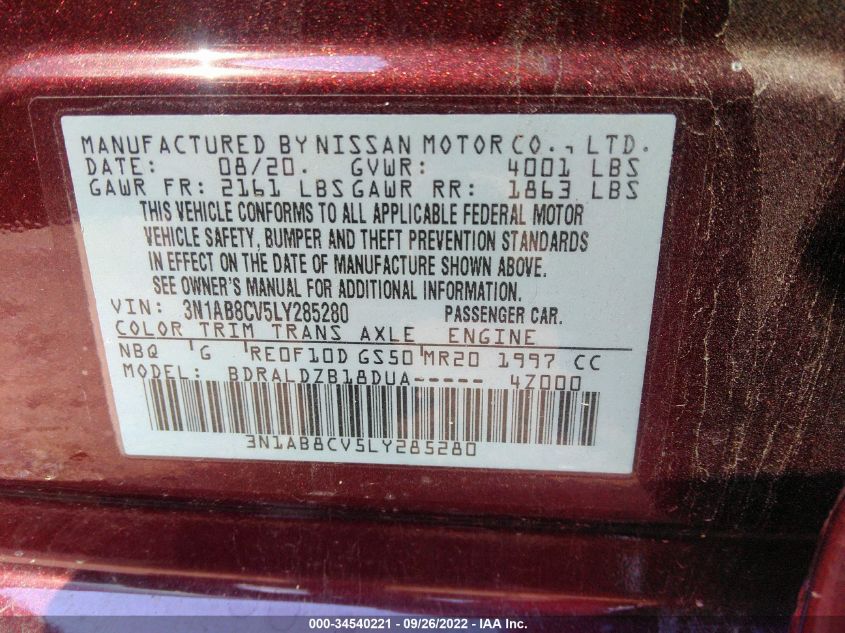 MANUFACTURED BY NISSAN MOTOR CO., LTD.
DATE: 08/20. GVWR: 4001 LBS
GAWR FR: 2161 LBS GAWR RR: 1863 LBS
THIS VEHICLE CONFORMS TO ALL APPLICABLE FEDERAL MOTOR
VEHICLE SAFETY, BUMPER AND THEFT PREVENTION STANDARDS
IN EFFECT ON THE DATE OF MANUFACTURE SHOWN ABOVE.
SEE OWNER'S MANUAL FOR ADDITIONAL INFORMATION.
VIN: 3N1AB8CV5LY285280 PASSENGER CAR.
COLOR TRIM TRANS AXLE ENGINE
NBQ 'G 'RE0F10D GS50'MR20 1997 CC
MODEL: BDRALDZB18DUA----- 4Z000
3N1AB8CV5LY285280
000-34540221 - 09/26/2022 - IAA Inc.